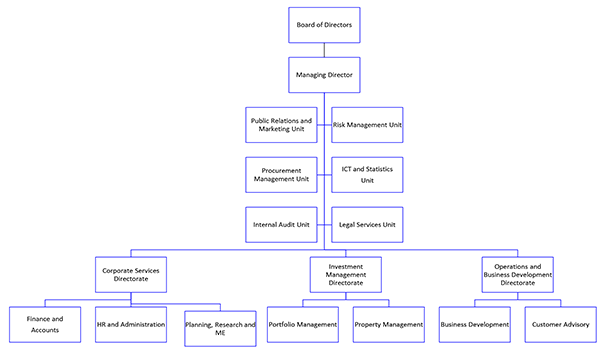 Board of Directors
Managing Director
Public Relations and
Marketing Unit
Risk Management Unit
Procurement
Management Unit
ICT and Statistics
Unit
Internal Audit Unit
Legal Services Unit
Corporate Services
Directorate
Investment
Management
Directorate
Operations and
Business Development
Directorate
Finance and
Accounts
HR and Administration
Planning, Research and
ME
Portfolio Management
Property Management
Business Development
Customer Advisory